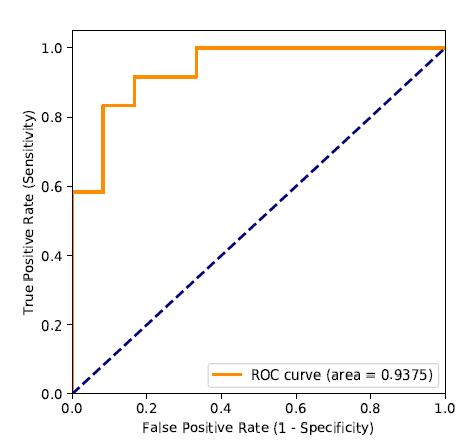 1.0
0.8
0.6
0.4
0.2
0.0
True Positive Rate (Sensitivity)
ROC curve (area = 0.9375)
0.0 0.2 0.4 0.6 0.8 1.0
False Positive Rate (1 - Specificity)